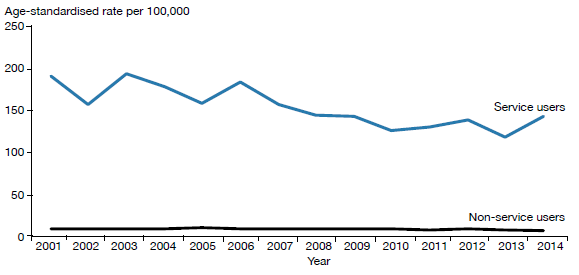 Age-standardised rate per 100,000
250
200
150
100
50
0
Service users
Non-service users
2001 2002 2003 2004 2005 2006 2007 2008 2009 2010 2011 2012 2013 2014
Year